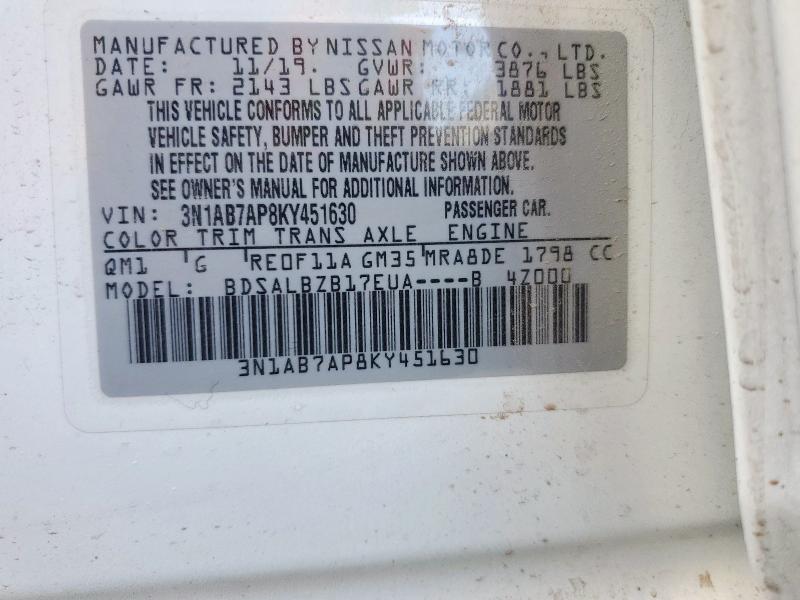 MANUFACTURED BY NISSAN MOTOR CO., LTD.
DATE: 11/19. GVWR: 3876 LBS
GAWR FR: 2143 LBS GAWR RR: 1881 LBS
THIS VEHICLE CONFORMS TO ALL APPLICABLE FEDERAL MOTOR
VEHICLE SAFETY, BUMPER AND THEFT PREVENTION STANDARDS
IN EFFECT ON THE DATE OF MANUFACTURE SHOWN ABOVE.
SEE OWNER'S MANUAL FOR ADDITIONAL INFORMATION.
VIN: 3N1AB7AP8KY451630 PASSENGER CAR.
COLOR TRIM TRANS AXLE ENGINE
QM1 G RE0F11A GM35 MRA8DE 1798 CC
MODEL: BDSALBZB17EUA----B 4Z000
3N1AB7AP8KY451630